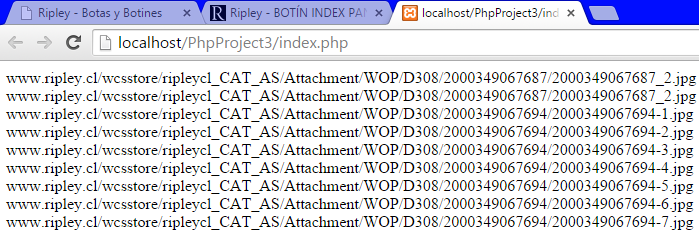 Ripley - Botas y Botines
Ripley - BOTÍN INDEX PAN
localhost/PhpProject3/ind
localhost/PhpProject3/index.php
www.ripley.cl/wcsstore/ripleycl_CAT_AS/Attachment/WOP/D308/2000349067687/2000349067687_2.jpg
www.ripley.cl/wcsstore/ripleycl_CAT_AS/Attachment/WOP/D308/2000349067687/2000349067687_2.jpg
www.ripley.cl/wcsstore/ripleycl_CAT_AS/Attachment/WOP/D308/2000349067694/2000349067694-1.jpg
www.ripley.cl/wcsstore/ripleycl_CAT_AS/Attachment/WOP/D308/2000349067694/2000349067694-2.jpg
www.ripley.cl/wcsstore/ripleycl_CAT_AS/Attachment/WOP/D308/2000349067694/2000349067694-3.jpg
www.ripley.cl/wcsstore/ripleycl_CAT_AS/Attachment/WOP/D308/2000349067694/2000349067694-4.jpg
www.ripley.cl/wcsstore/ripleycl_CAT_AS/Attachment/WOP/D308/2000349067694/2000349067694-5.jpg
www.ripley.cl/wcsstore/ripleycl_CAT_AS/Attachment/WOP/D308/2000349067694/2000349067694-6.jpg
www.ripley.cl/wcsstore/ripleycl_CAT_AS/Attachment/WOP/D308/2000349067694/2000349067694-7.jpg